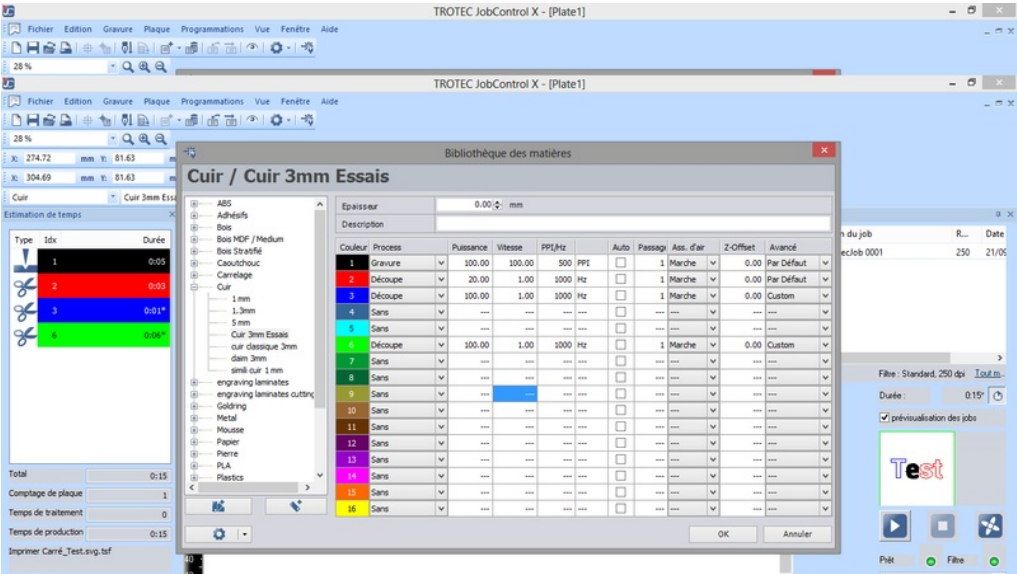 TROTEC JobControl X - [Plate1]
Fichier Edition Gravure Plaque Programmations Vue Fenêtre Aide
28 %
TROTEC JobControl X - [Plate1]
Fichier Edition Gravure Plaque Programmations Vue Fenêtre Aide
28 %
X: 274.72 mm Y: 81.63 m
X: 304.69 mm Y: 81.63 m
Cuir Cuir 3mm Essa
Estimation de temps
Type Idx Durée
1 0:05
2 0:03
3 0:01*
6 0:06*
Total 0:15
Comptage de plaque 1
Temps de traitement 0
Temps de production 0:15
Imprimer Carré_Test.svg.tsf
Bibliothèque des matières
Cuir / Cuir 3mm Essais
ABS
Adhésifs
Bois
Bois MDF / Medium
Bois Stratifié
Caoutchouc
Carrelage
Cuir
1 mm
1.3mm
5 mm
Cuir 3mm Essais
cuir classique 3mm
daim 3mm
simili cuir 1 mm
engraving laminates
engraving laminates cutting
Goldring
Metal
Mousse
Papier
Pierre
PLA
Plastics
Epaisseur 0.00 mm
Description
Couleur Process Puissance Vitesse PPI/Hz Auto Passage Ass. d'air Z-Offset Avancé
1 Gravure 100.00 100.00 500 PPI 1 Marche 0.00 Par Défaut
2 Découpe 20.00 1.00 1000 Hz 1 Marche 0.00 Par Défaut
3 Découpe 100.00 1.00 1000 Hz 1 Marche 0.00 Custom
4 Sans --- --- --- --- --- --- --- ---
5 Sans --- --- --- --- --- --- --- ---
6 Découpe 100.00 1.00 1000 Hz 1 Marche 0.00 Custom
7 Sans --- --- --- --- --- --- --- ---
8 Sans --- --- --- --- --- --- --- ---
9 Sans --- --- --- --- --- --- --- ---
10 Sans --- --- --- --- --- --- --- ---
11 Sans --- --- --- --- --- --- --- ---
12 Sans --- --- --- --- --- --- --- ---
13 Sans --- --- --- --- --- --- --- ---
14 Sans --- --- --- --- --- --- --- ---
15 Sans --- --- --- --- --- --- --- ---
16 Sans --- --- --- --- --- --- --- ---
OK Annuler
n du job R... Date
ecJob 0001 250 21/09
Filtre : Standard, 250 dpi Tout m...
Durée : 0:15*
prévisualisation des jobs
Test
Prêt Filtre
40